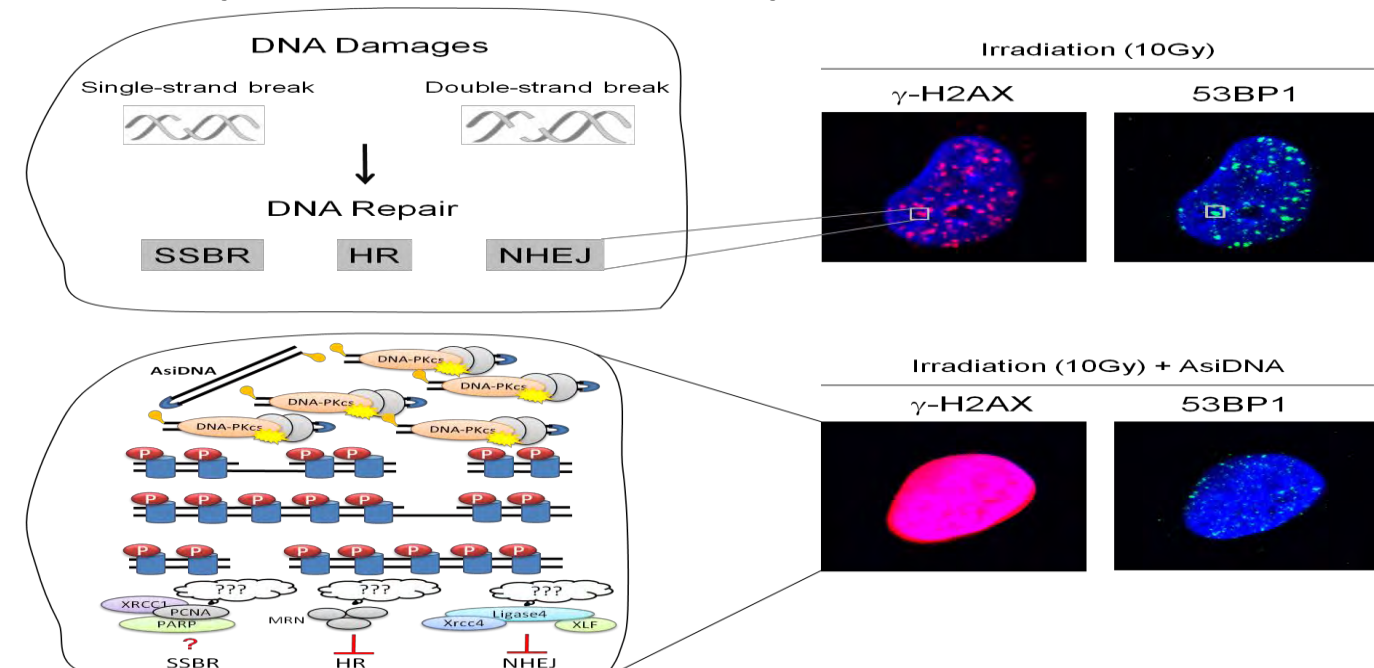 DNA Damages
Single-strand break
Double-strand break
DNA Repair
SSBR
HR
NHEJ
Irradiation (10Gy)
γ-H2AX
53BP1
AsiDNA
DNA-PKcs
DNA-PKcs
DNA-PKcs
DNA-PKcs
DNA-PKcs
P P P P P P
P P P P P P P
P P P P P P P
??? ??? ???
XRCC1
PCNA
PARP
MRN
Ligase4
Xrcc4
XLF
?
SSBR
HR
NHEJ
Irradiation (10Gy) + AsiDNA
γ-H2AX
53BP1